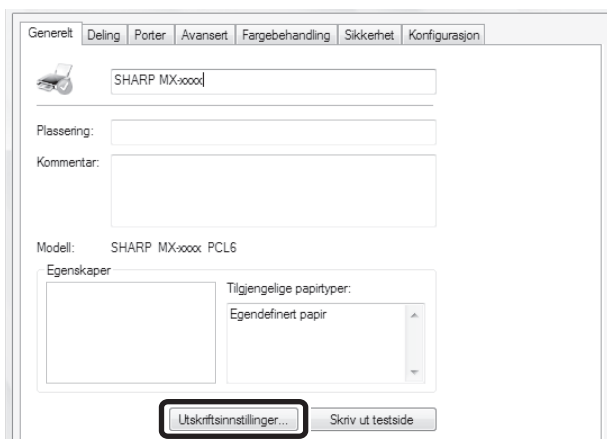 Generelt Deling Porter Avansert Fargebehandling Sikkerhet Konfigurasjon
SHARP MX-xxxx
Plassering:
Kommentar:
Modell: SHARP MX-xxxx PCL6
Egenskaper
Tilgjengelige papirtyper:
Egendefinert papir
Utskriftsinnstillinger... Skriv ut testside